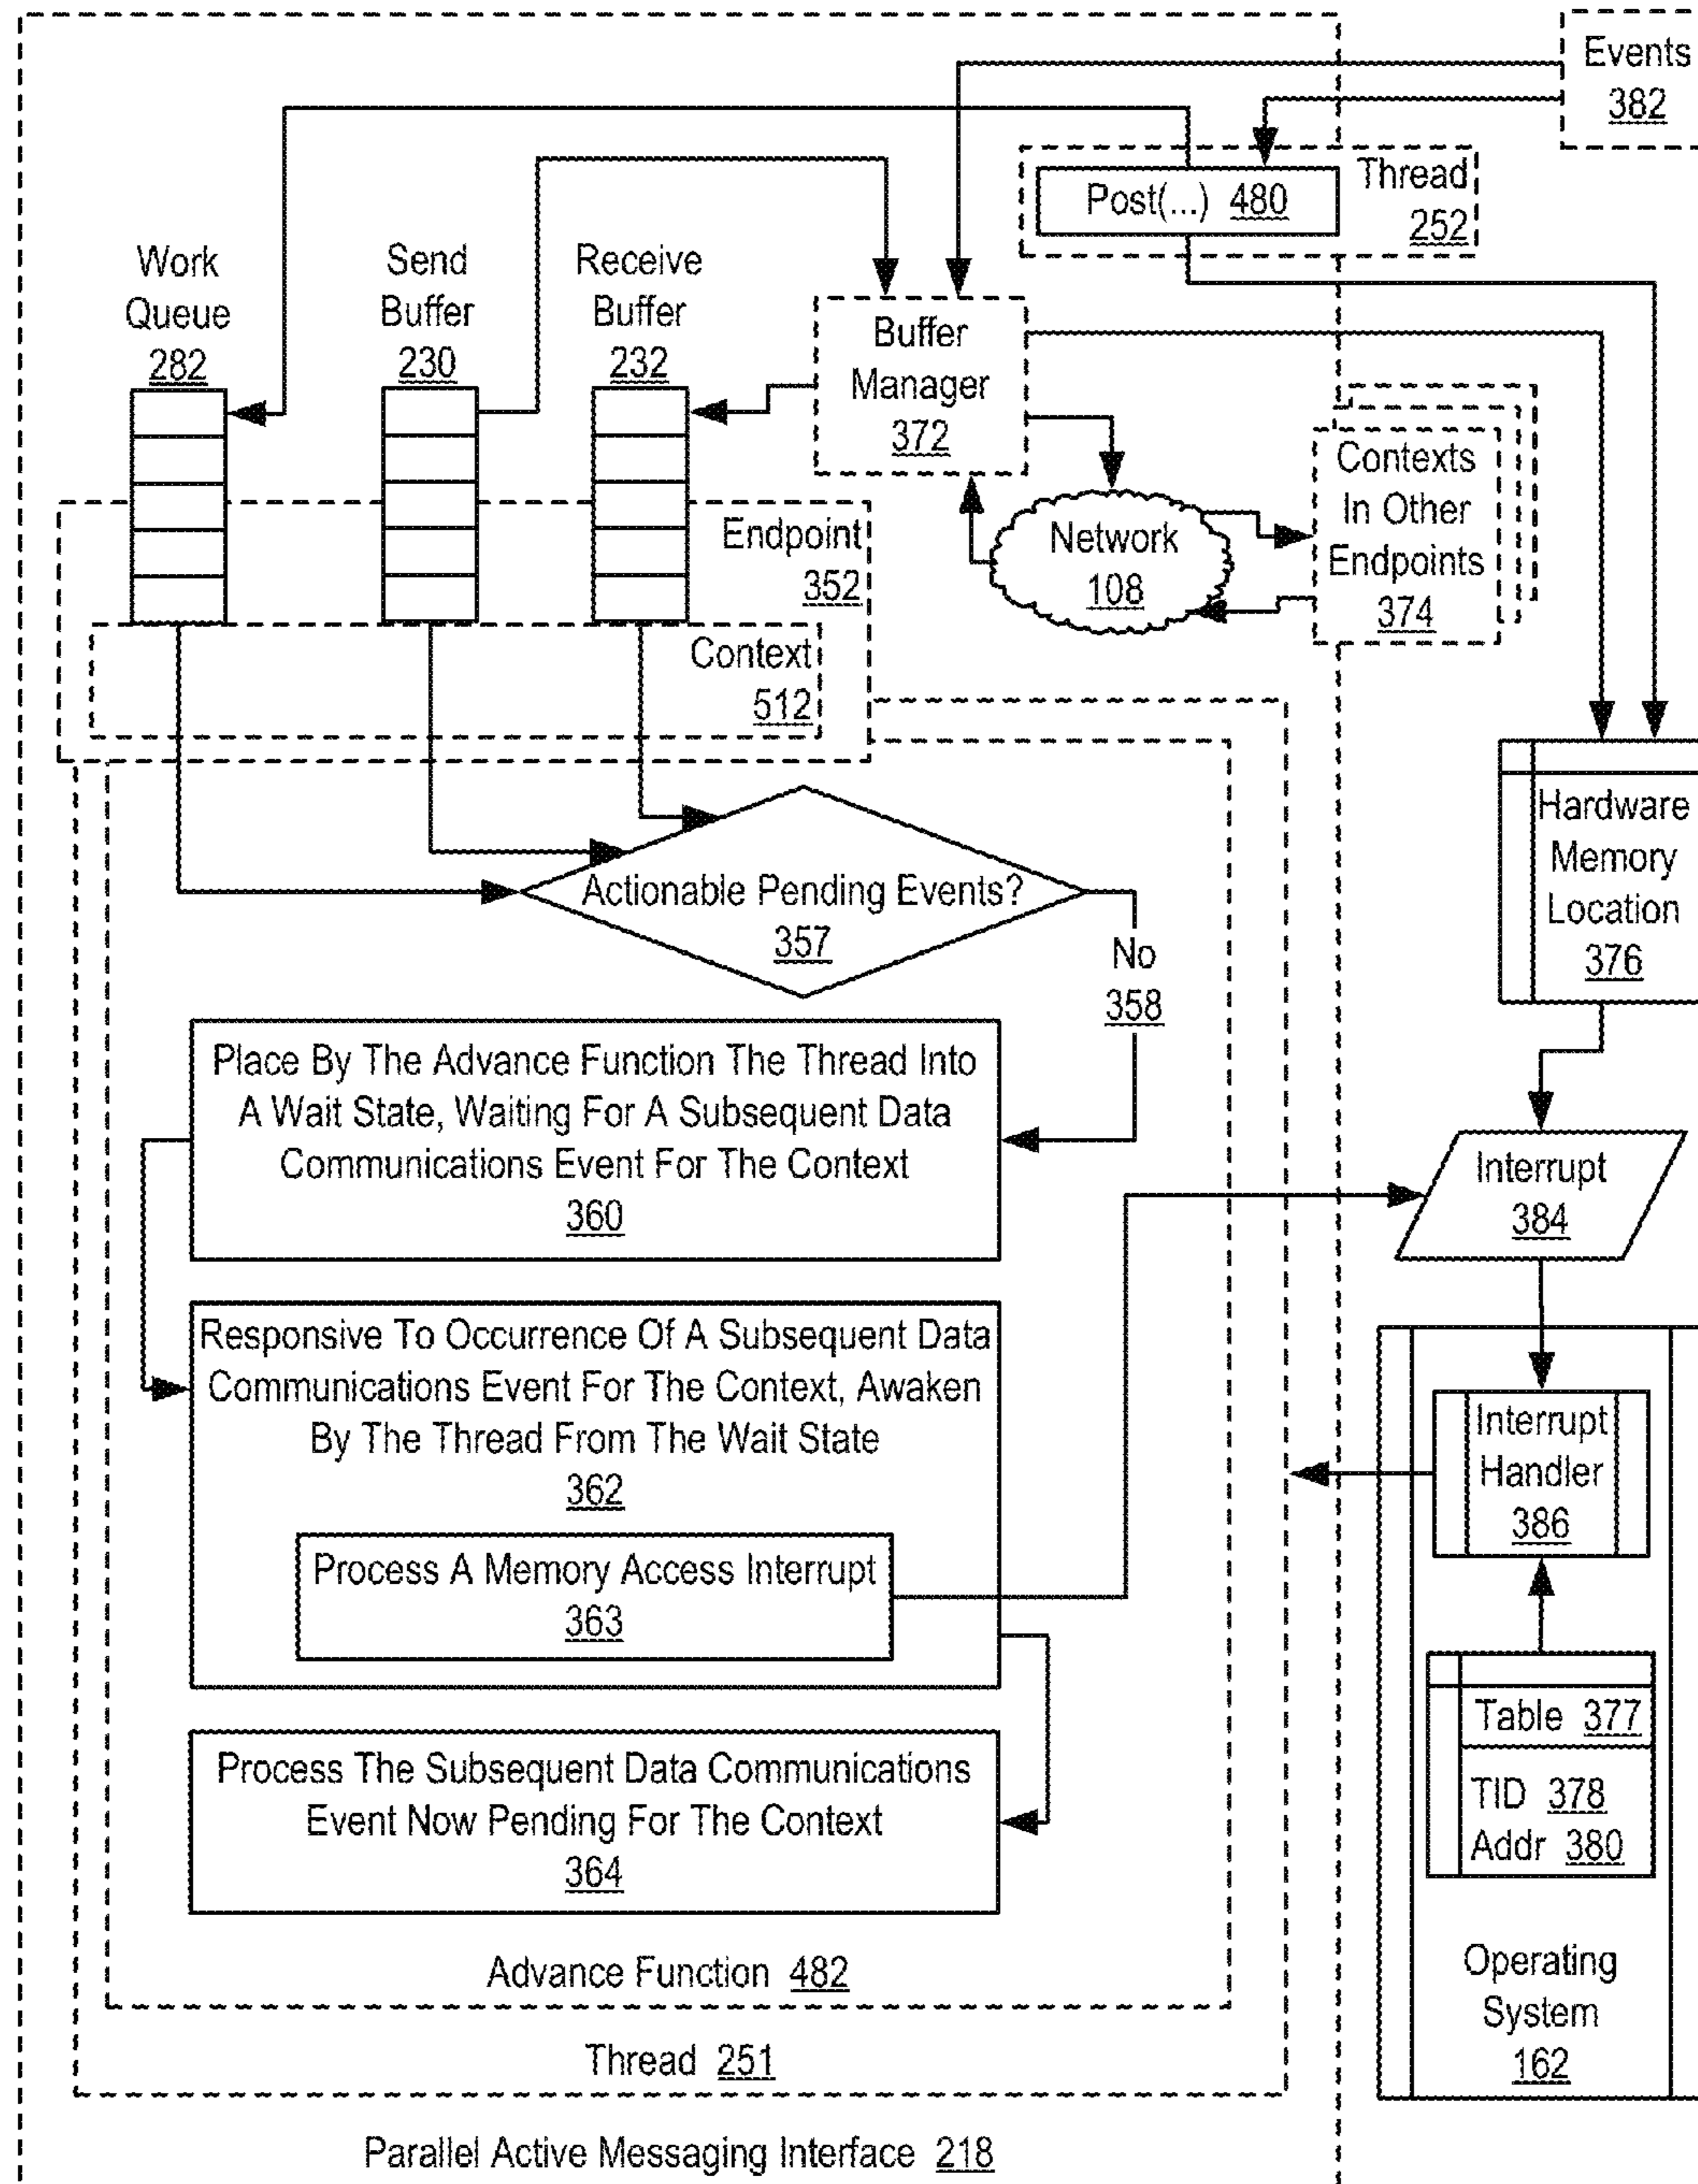 Events
382
Post(...) 480
Thread
252
Work
Queue
282
Send
Buffer
230
Receive
Buffer
232
Buffer
Manager
372
Endpoint
352
Context
512
Network
108
Contexts
In Other
Endpoints
374
Hardware
Memory
Location
376
Actionable Pending Events?
357
No
358
Place By The Advance Function The Thread Into
A Wait State, Waiting For A Subsequent Data
Communications Event For The Context
360
Interrupt
384
Responsive To Occurrence Of A Subsequent Data
Communications Event For The Context, Awaken
By The Thread From The Wait State
362
Process A Memory Access Interrupt
363
Interrupt
Handler
386
Process The Subsequent Data Communications
Event Now Pending For The Context
364
Table 377
TID 378
Addr 380
Operating
System
162
Advance Function 482
Thread 251
Parallel Active Messaging Interface 218